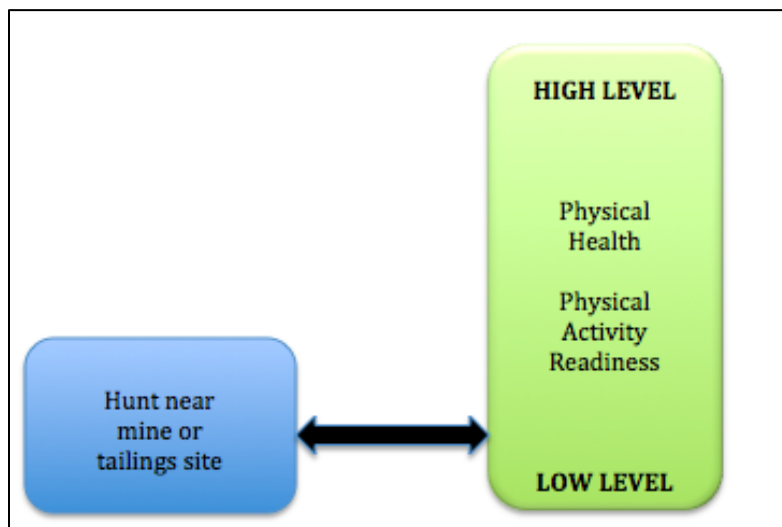 HIGH LEVEL
Physical
Health
Physical
Activity
Readiness
LOW LEVEL
Hunt near
mine or
tailings site